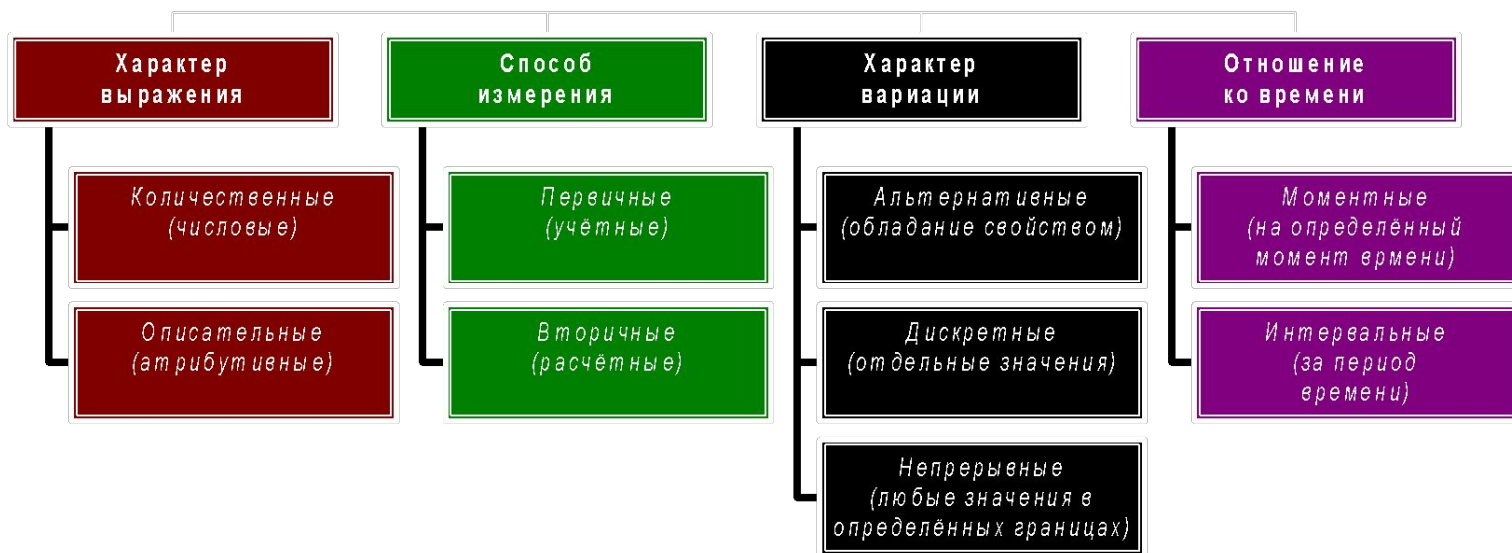 Характер
выражения
Количественные
(числовые)
Описательные
(атрибутивные)
Способ
измерения
Первичные
(учётные)
Вторичные
(расчётные)
Характер
вариации
Альтернативные
(обладание свойством)
Дискретные
(отдельные значения)
Непрерывные
(любые значения в
определённых границах)
Отношение
ко времени
Моментные
(на определённый
момент врмени)
Интервальные
(за период
времени)